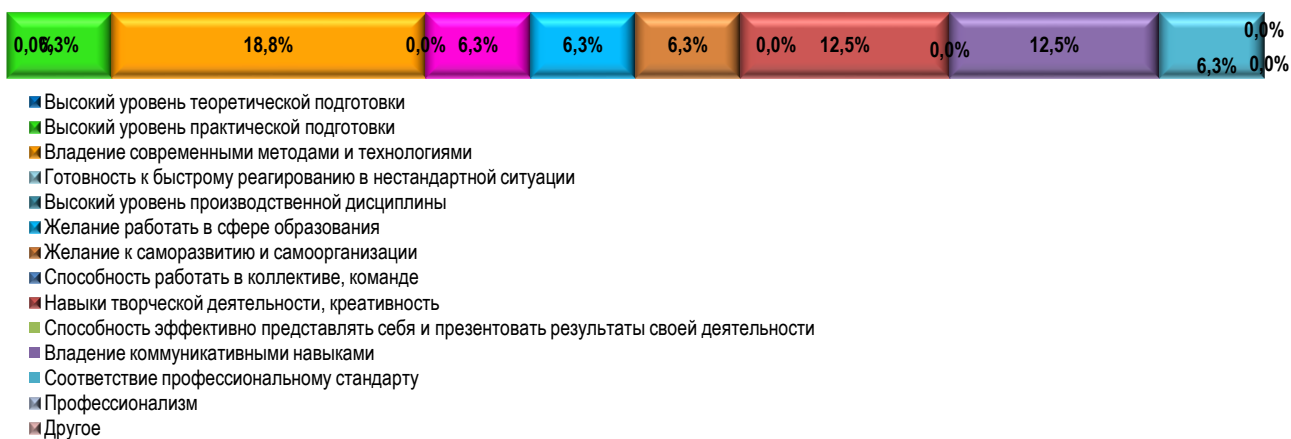 0,0% 6,3% 18,8% 0,0% 6,3% 6,3% 6,3% 0,0% 12,5% 0,0% 12,5% 6,3% 0,0% 0,0%
Высокий уровень теоретической подготовки
Высокий уровень практической подготовки
Владение современными методами и технологиями
Готовность к быстрому реагированию в нестандартной ситуации
Высокий уровень производственной дисциплины
Желание работать в сфере образования
Желание к саморазвитию и самоорганизации
Способность работать в коллективе, команде
Навыки творческой деятельности, креативность
Способность эффективно представлять себя и презентовать результаты своей деятельности
Владение коммуникативными навыками
Соответствие профессиональному стандарту
Профессионализм
Другое